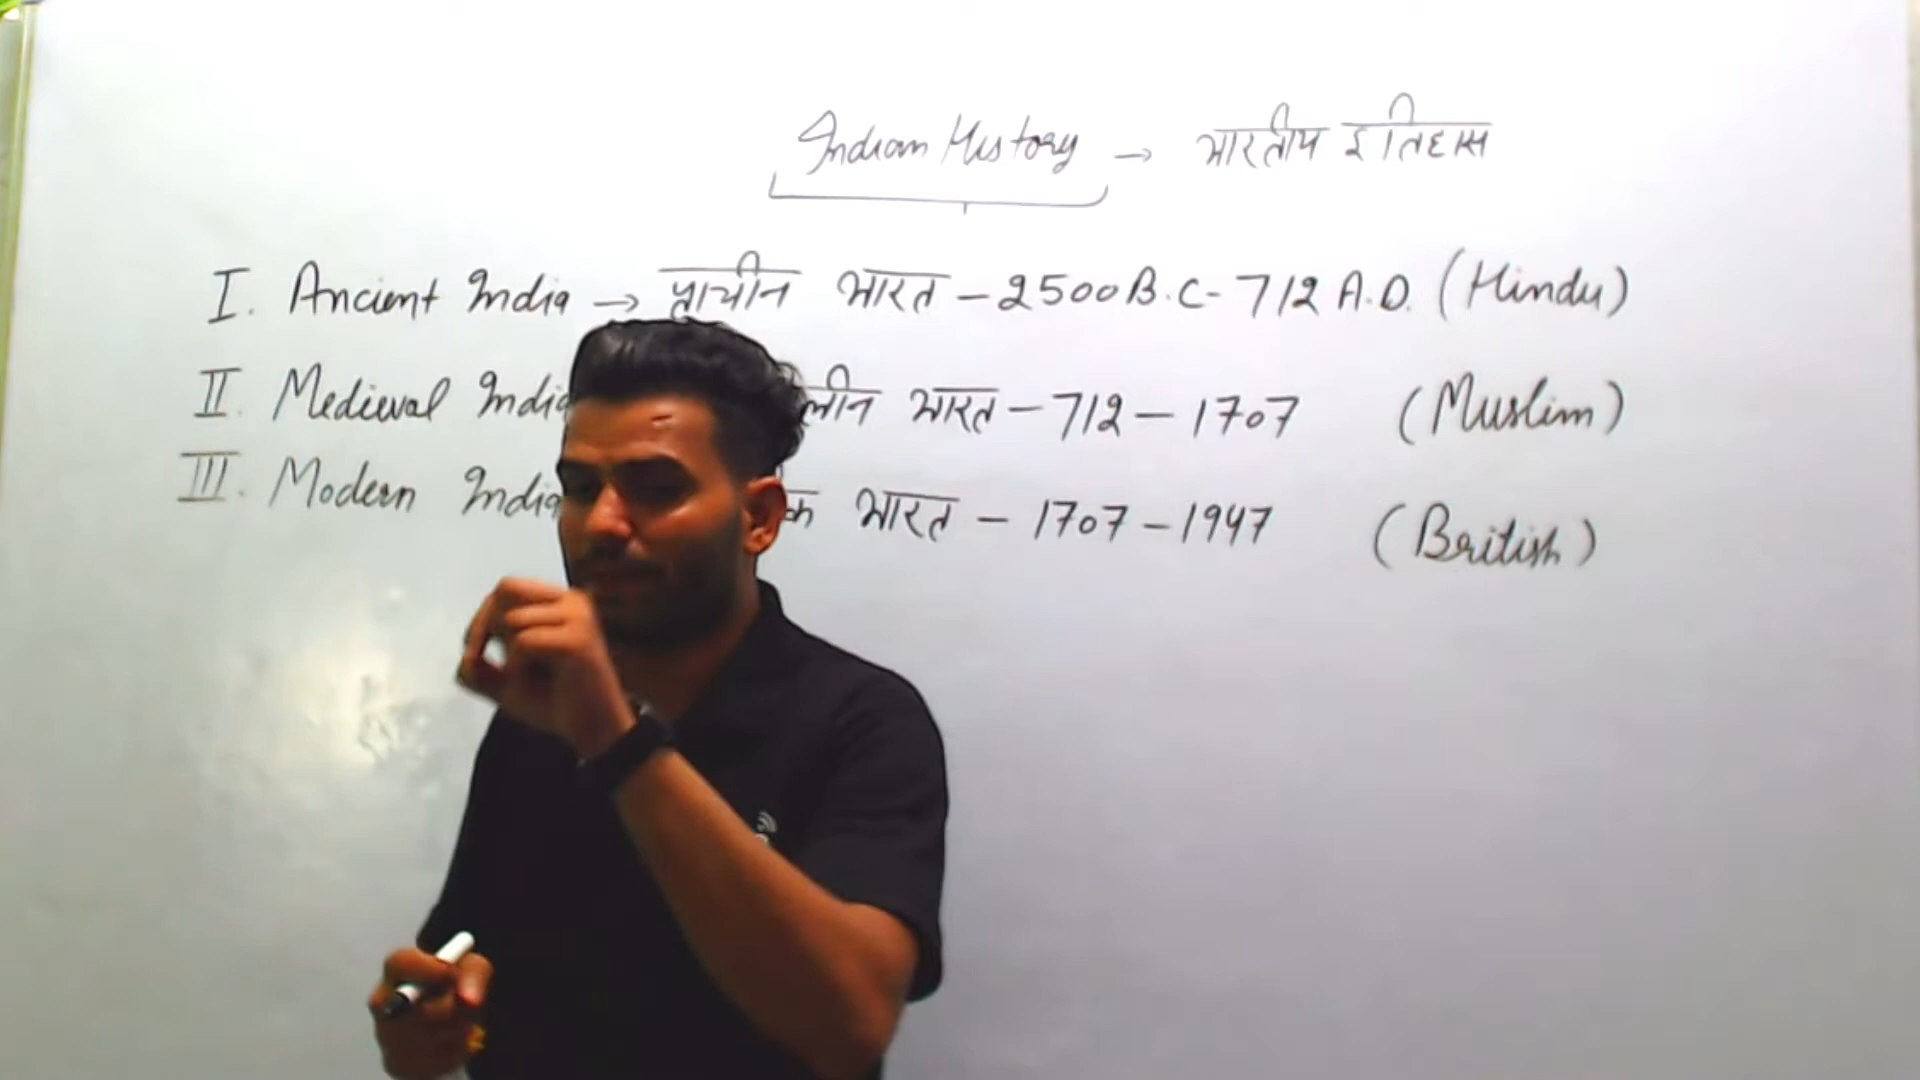 Indian History → भारतीय इतिहास
I. Ancient India → प्राचीन भारत - 2500 B.C - 712 A.D. (Hindu)
II. Medieval India भारत - 712 - 1707 (Muslim)
III. Modern India भारत - 1707 - 1947 (British)